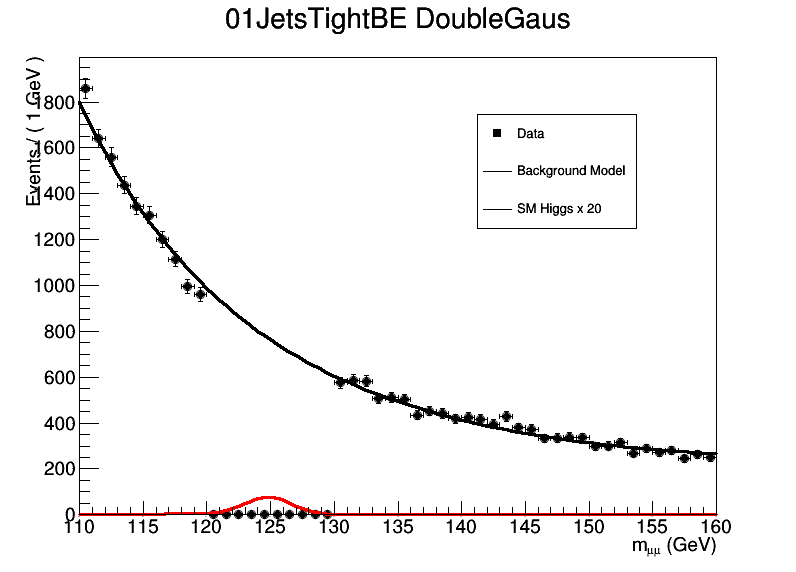 01JetsTightBE DoubleGaus
Events / ( 1 GeV )
1800
1600
1400
1200
1000
800
600
400
200
0
Data
Background Model
SM Higgs x 20
110 115 120 125 130 135 140 145 150 155 160
mμμ (GeV)